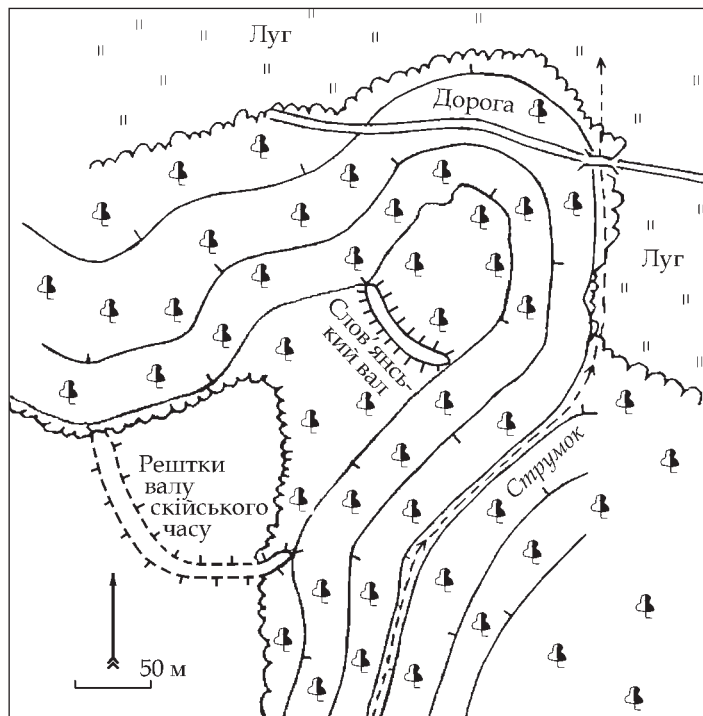 Луг
Дорога
Луг
Слов’янсь-
кий вал
Рештки
валу
скійського
часу
Струмок
50 м